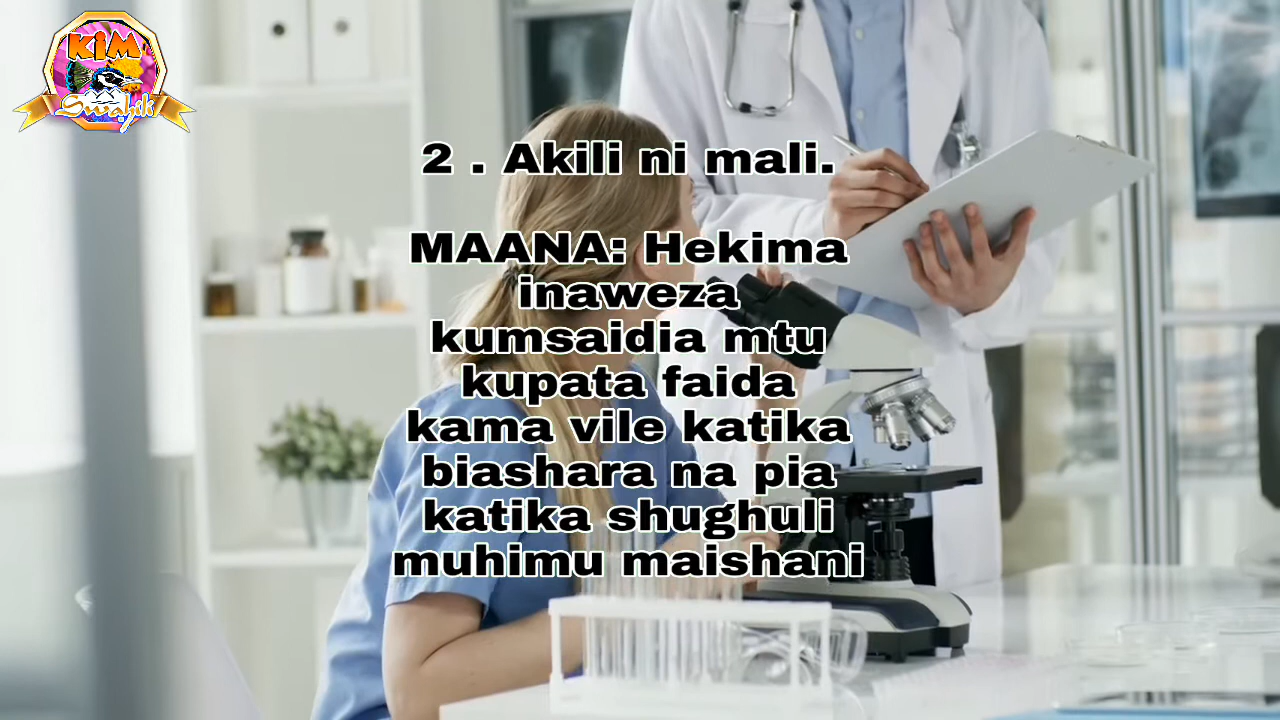 KIM
Swahili
2 . Akili ni mali.
MAANA: Hekima
inaweza
kumsaidia mtu
kupata faida
kama vile katika
biashara na pia
katika shughuli
muhimu maishani